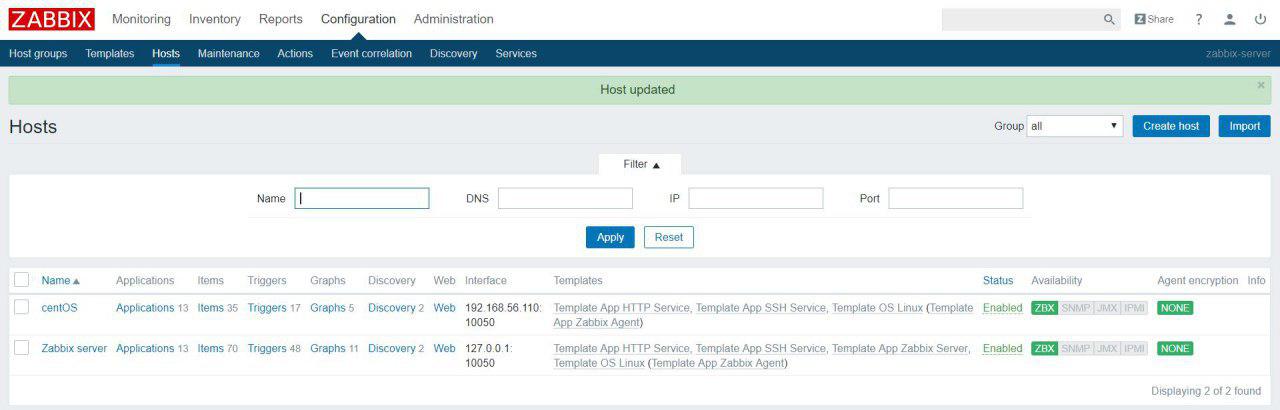 ZABBIX Monitoring Inventory Reports Configuration Administration Z Share ?
Host groups Templates Hosts Maintenance Actions Event correlation Discovery Services zabbix-server
Host updated ×
Hosts Group all Create host Import
Filter ▲
Name DNS IP Port
Apply Reset
Name ▲ Applications Items Triggers Graphs Discovery Web Interface Templates Status Availability Agent encryption Info
centOS Applications 13 Items 35 Triggers 17 Graphs 5 Discovery 2 Web 192.168.56.110: Template App HTTP Service, Template App SSH Service, Template OS Linux (Template Enabled ZBX SNMP JMX IPMI NONE
10050 App Zabbix Agent)
Zabbix server Applications 13 Items 70 Triggers 48 Graphs 11 Discovery 2 Web 127.0.0.1: Template App HTTP Service, Template App SSH Service, Template App Zabbix Server, Enabled ZBX SNMP JMX IPMI NONE
10050 Template OS Linux (Template App Zabbix Agent)
Displaying 2 of 2 found